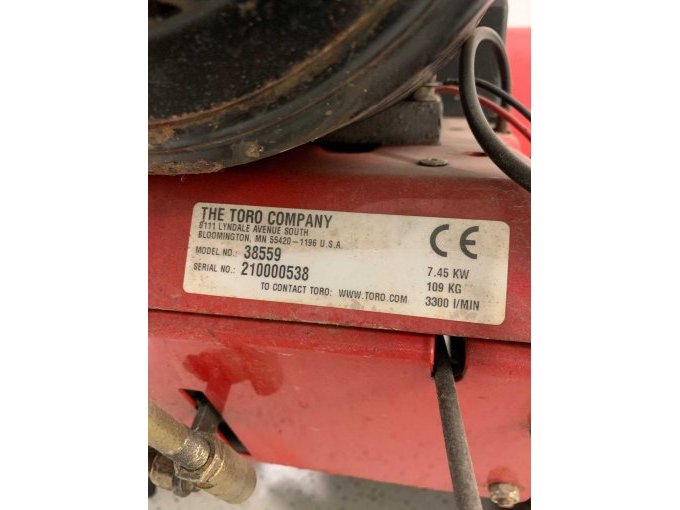 THE TORO COMPANY
8111 LYNDALE AVENUE SOUTH
BLOOMINGTON, MN 55420-1196 U.S.A.
CE
MODEL NO.: 38559
SERIAL NO.: 210000538
7.45 KW
109 KG
TO CONTACT TORO: WWW.TORO.COM
3300 I/MIN